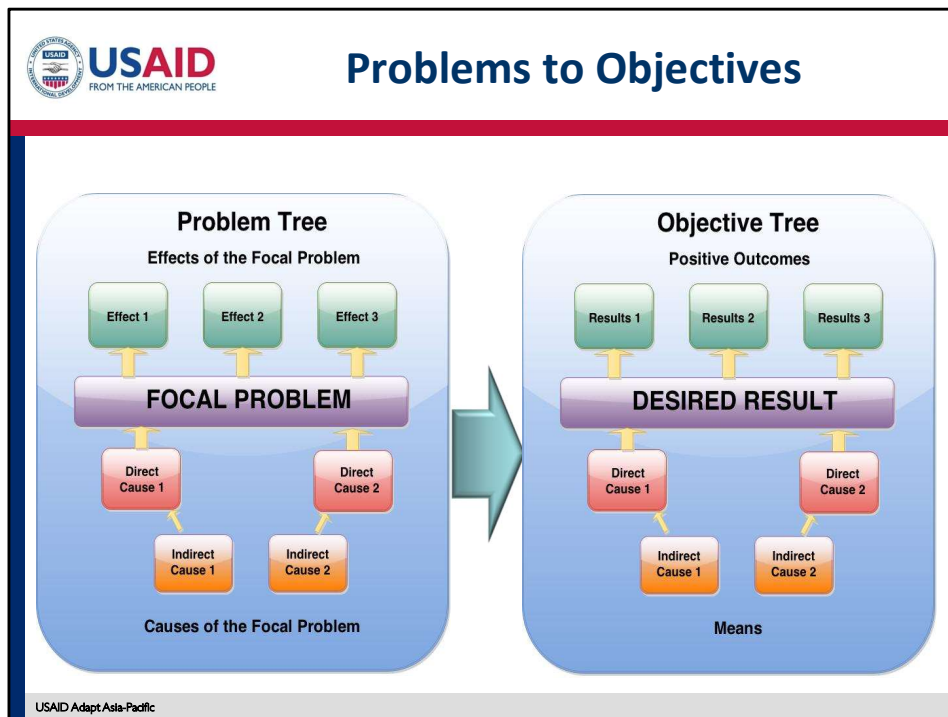 UNITED STATES AGENCY
USAID
INTERNATIONAL DEVELOPMENT
USAID
FROM THE AMERICAN PEOPLE
Problems to Objectives
Problem Tree
Effects of the Focal Problem
Effect 1
Effect 2
Effect 3
FOCAL PROBLEM
Direct
Cause 1
Direct
Cause 2
Indirect
Cause 1
Indirect
Cause 2
Causes of the Focal Problem
Objective Tree
Positive Outcomes
Results 1
Results 2
Results 3
DESIRED RESULT
Direct
Cause 1
Direct
Cause 2
Indirect
Cause 1
Indirect
Cause 2
Means
USAID Adapt Asia-Pacific